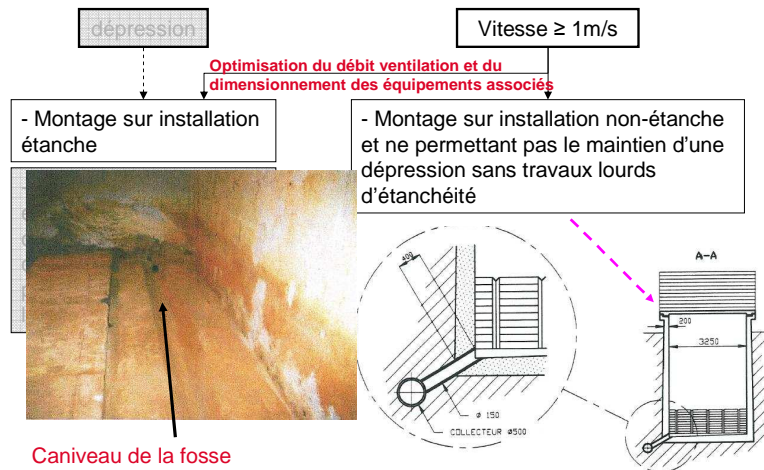 dépression
Vitesse ≥ 1m/s
Optimisation du débit ventilation et du
dimensionnement des équipements associés
- Montage sur installation
étanche
- Montage sur installation non-étanche
et ne permettant pas le maintien d'une
dépression sans travaux lourds
d'étanchéité
400
A-A
200
3250
Φ 150
COLLECTEUR Ø500
Caniveau de la fosse